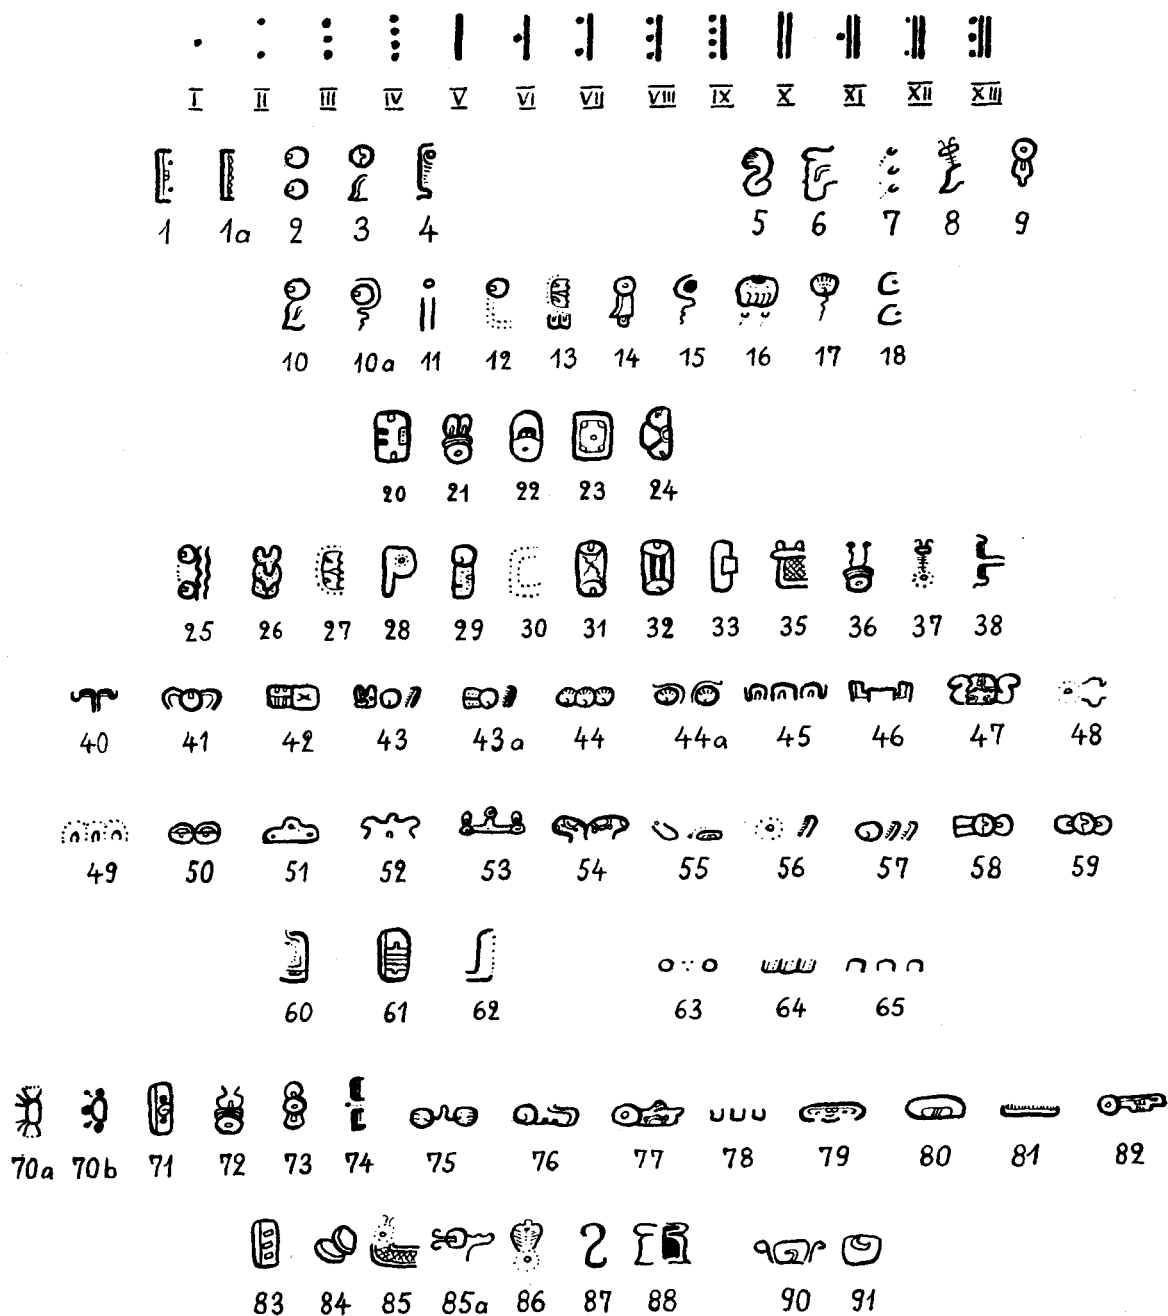 I II III IV V VI VII VIII IX X XI XII XIII
1 1a 2 3 4 5 6 7 8 9
10 10a 11 12 13 14 15 16 17 18
20 21 22 23 24
25 26 27 28 29 30 31 32 33 35 36 37 38
40 41 42 43 43a 44 44a 45 46 47 48
49 50 51 52 53 54 55 56 57 58 59
60 61 62 63 64 65
70a 70b 71 72 73 74 75 76 77 78 79 80 81 82
83 84 85 85a 86 87 88 90 91